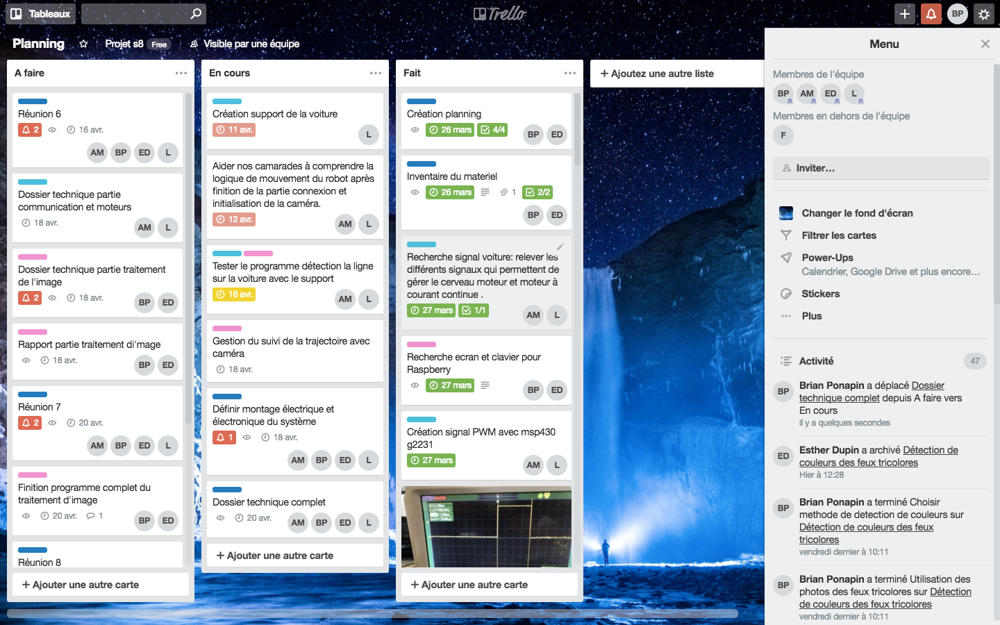 Tableaux
Trello
BP
Planning
Projet s8 Free
Visible par une équipe
A faire
Réunion 6
2 16 avr.
AM BP ED L
Dossier technique partie
communication et moteurs
18 avr.
AM L
Dossier technique partie traitement
de l'image
2 18 avr.
BP ED
Rapport partie traitement di'mage
18 avr.
BP ED
Réunion 7
2 20 avr.
AM BP ED L
Finition programme complet du
traitement d'image
20 avr. 1
BP ED
Réunion 8
+ Ajouter une autre carte
En cours
Création support de la voiture
11 avr.
L
Aider nos camarades à comprendre la
logique de mouvement du robot après
finition de la partie connexion et
initialisation de la caméra.
12 avr.
AM L
Tester le programme détection la ligne
sur la voiture avec le support
16 avr.
AM L
Gestion du suivi de la trajectoire avec
caméra
18 avr.
Définir montage électrique et
électronique du système
1 18 avr.
AM BP ED L
Dossier technique complet
20 avr.
AM BP ED L
+ Ajouter une autre carte
Fait
Création planning
26 mars 4/4
BP ED
Inventaire du materiel
26 mars 1 2/2
BP ED
Recherche signal voiture: relever les
différents signaux qui permettent de
gérer le cerveau moteur et moteur à
courant continue .
27 mars 1/1
AM L
Recherche ecran et clavier pour
Raspberry
27 mars
BP ED
Création signal PWM avec msp430
g2231
27 mars
AM L
+ Ajouter une autre carte
+ Ajoutez une autre liste
Menu
Membres de l'équipe
BP AM ED L
Membres en dehors de l'équipe
F
Inviter...
Changer le fond d'écran
Filtrer les cartes
Power-Ups
Calendrier, Google Drive et plus encore...
Stickers
Plus
Activité 47
BP
Brian Ponapin a déplacé Dossier
technique complet depuis A faire vers
En cours
il y a quelques secondes
ED
Esther Dupin a archivé Détection de
couleurs des feux tricolores
Hier à 12:28
BP
Brian Ponapin a terminé Choisir
methode de detection de couleurs sur
Détection de couleurs des feux
tricolores
vendredi dernier à 10:11
BP
Brian Ponapin a terminé Utilisation des
photos des feux tricolores sur Détection
de couleurs des feux tricolores
vendredi dernier à 10:11